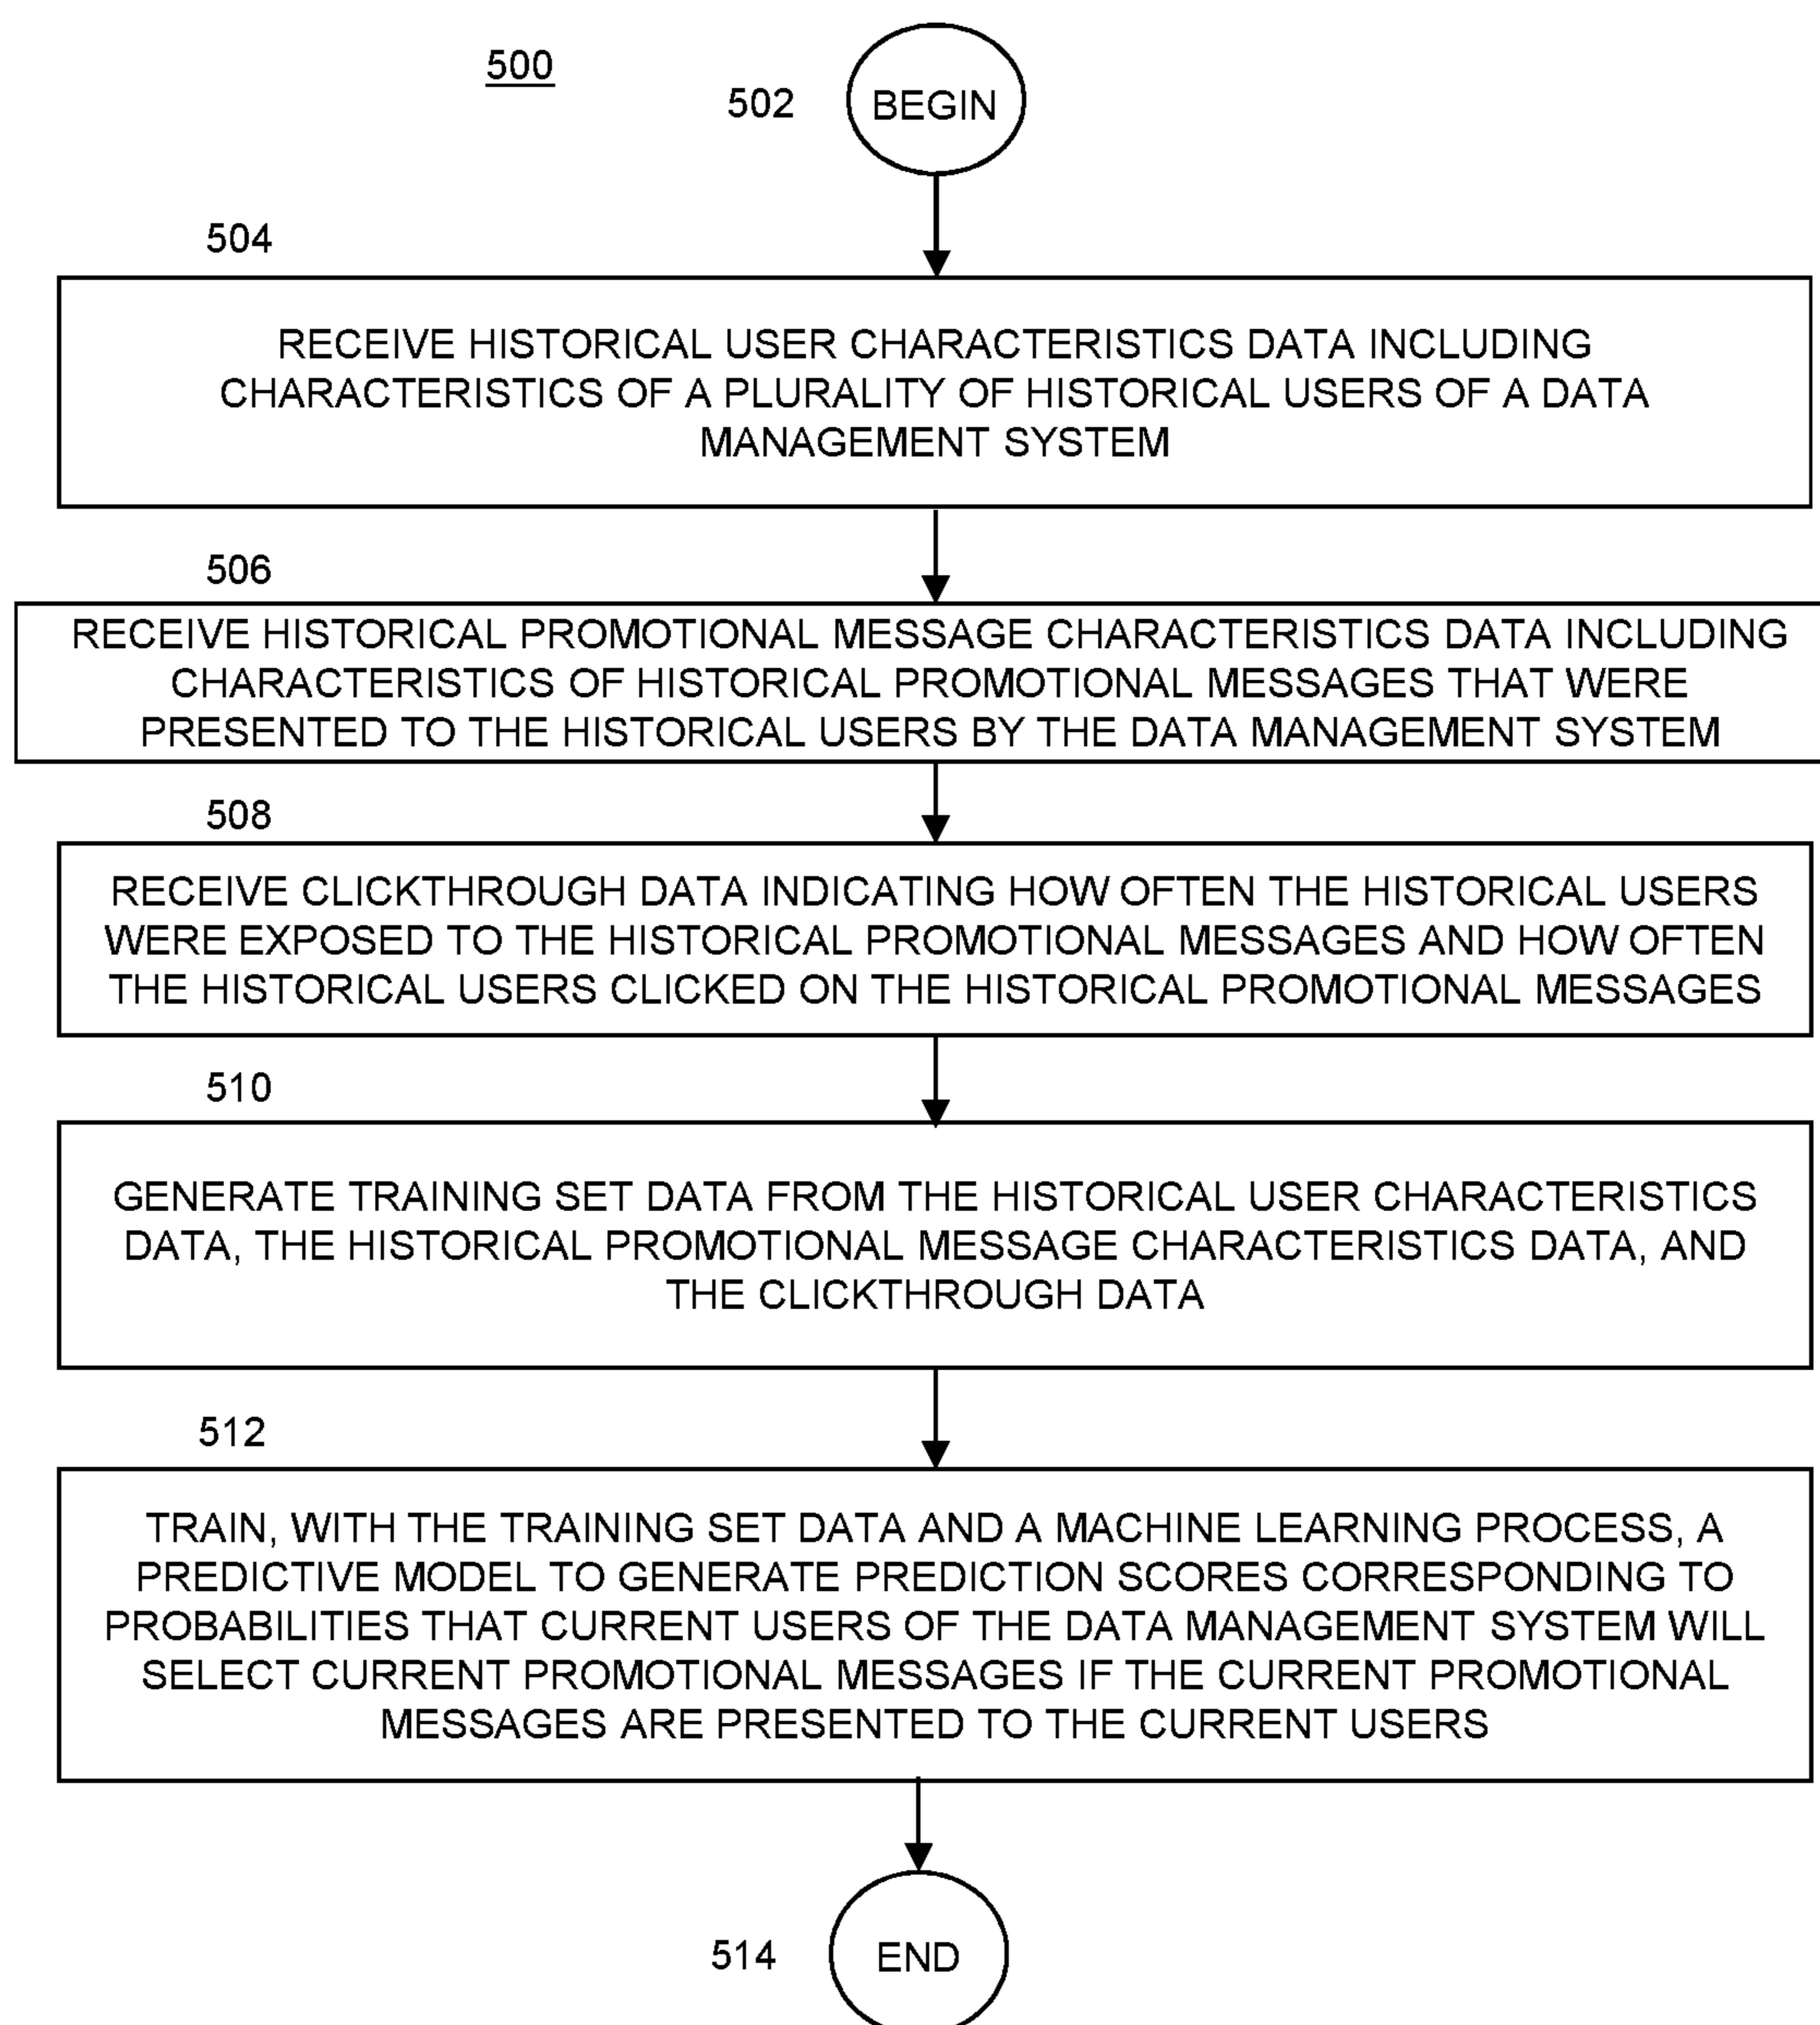 500
502
BEGIN
504
RECEIVE HISTORICAL USER CHARACTERISTICS DATA INCLUDING
CHARACTERISTICS OF A PLURALITY OF HISTORICAL USERS OF A DATA
MANAGEMENT SYSTEM
506
RECEIVE HISTORICAL PROMOTIONAL MESSAGE CHARACTERISTICS DATA INCLUDING
CHARACTERISTICS OF HISTORICAL PROMOTIONAL MESSAGES THAT WERE
PRESENTED TO THE HISTORICAL USERS BY THE DATA MANAGEMENT SYSTEM
508
RECEIVE CLICKTHROUGH DATA INDICATING HOW OFTEN THE HISTORICAL USERS
WERE EXPOSED TO THE HISTORICAL PROMOTIONAL MESSAGES AND HOW OFTEN
THE HISTORICAL USERS CLICKED ON THE HISTORICAL PROMOTIONAL MESSAGES
510
GENERATE TRAINING SET DATA FROM THE HISTORICAL USER CHARACTERISTICS
DATA, THE HISTORICAL PROMOTIONAL MESSAGE CHARACTERISTICS DATA, AND
THE CLICKTHROUGH DATA
512
TRAIN, WITH THE TRAINING SET DATA AND A MACHINE LEARNING PROCESS, A
PREDICTIVE MODEL TO GENERATE PREDICTION SCORES CORRESPONDING TO
PROBABILITIES THAT CURRENT USERS OF THE DATA MANAGEMENT SYSTEM WILL
SELECT CURRENT PROMOTIONAL MESSAGES IF THE CURRENT PROMOTIONAL
MESSAGES ARE PRESENTED TO THE CURRENT USERS
514
END